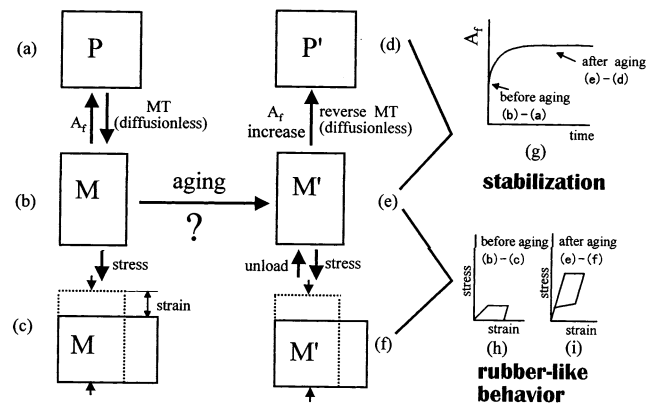 (a)
P
P'
(d)
A_f
MT
(diffusionless)
A_f
increase
reverse MT
(diffusionless)
A_f
after aging
(e)-(d)
before aging
(b)-(a)
time
(g)
stabilization
(b)
M
aging
?
M'
(e)
stress
unload
stress
strain
(c)
M
M'
(f)
before aging
(b)-(c)
after aging
(e)-(f)
stress
strain
(h)
stress
strain
(i)
rubber-like
behavior